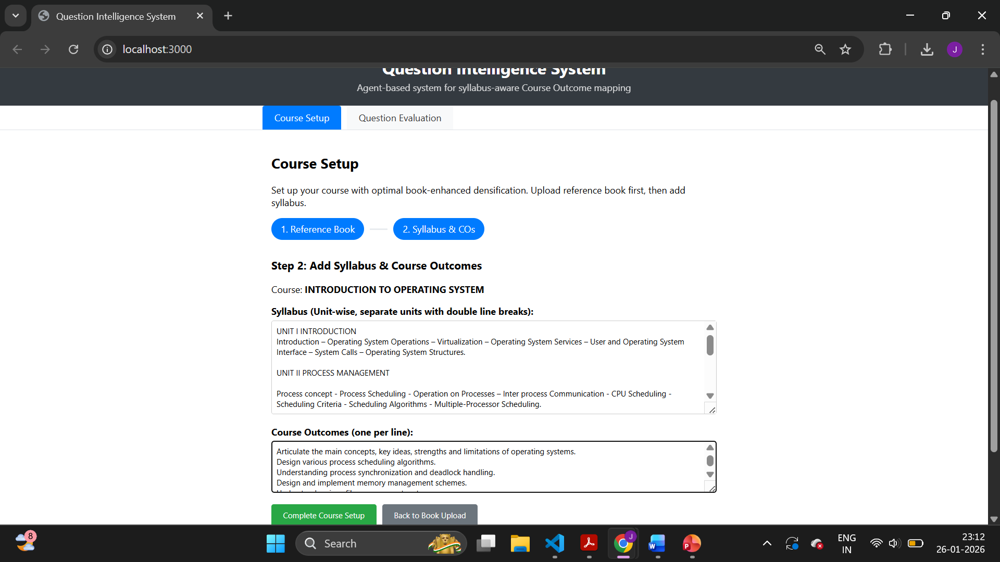 Question Intelligence System
localhost:3000
J
Question Intelligence System
Agent-based system for syllabus-aware Course Outcome mapping
Course Setup
Question Evaluation
Course Setup
Set up your course with optimal book-enhanced densification. Upload reference book first, then add
syllabus.
1. Reference Book
2. Syllabus & COs
Step 2: Add Syllabus & Course Outcomes
Course: INTRODUCTION TO OPERATING SYSTEM
Syllabus (Unit-wise, separate units with double line breaks):
UNIT I INTRODUCTION
Introduction – Operating System Operations – Virtualization – Operating System Services – User and Operating System
Interface – System Calls – Operating System Structures.
UNIT II PROCESS MANAGEMENT
Process concept - Process Scheduling - Operation on Processes – Inter process Communication - CPU Scheduling -
Scheduling Criteria - Scheduling Algorithms - Multiple-Processor Scheduling.
Course Outcomes (one per line):
Articulate the main concepts, key ideas, strengths and limitations of operating systems.
Design various process scheduling algorithms.
Understanding process synchronization and deadlock handling.
Design and implement memory management schemes.
Complete Course Setup
Back to Book Upload
8
Search
J
W
P
ENG
IN
23:12
26-01-2026